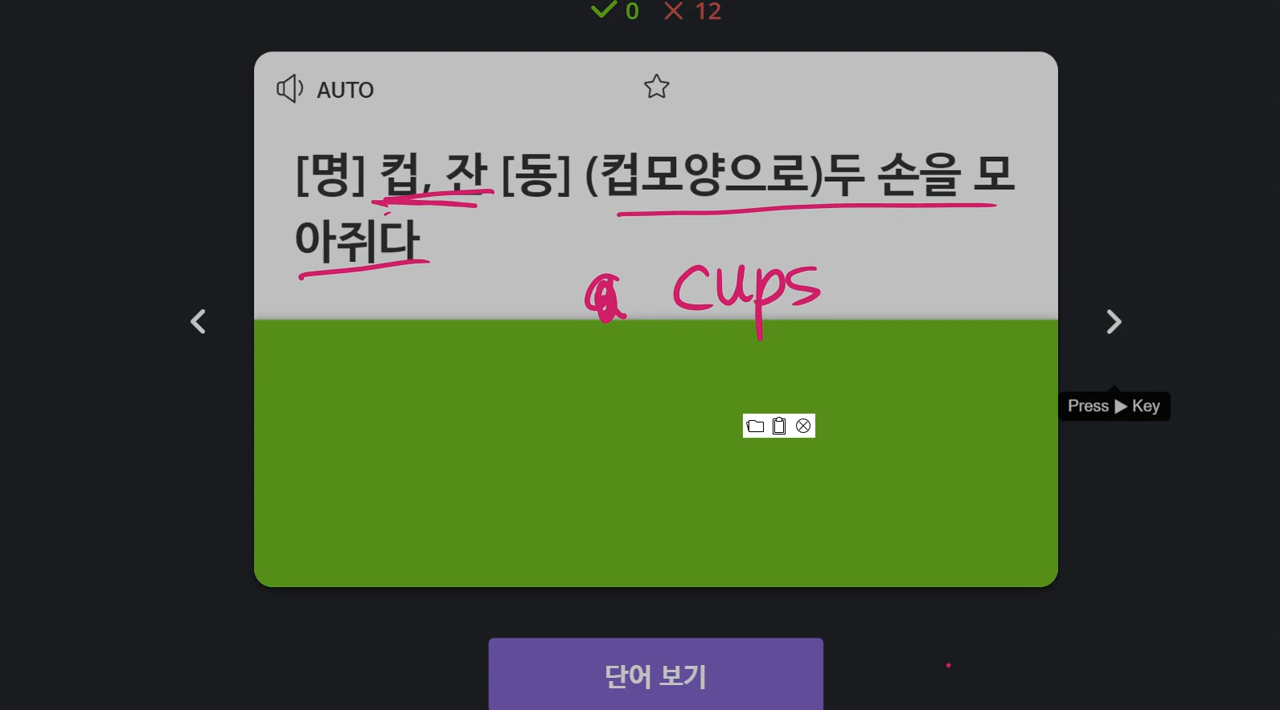 0 12
AUTO
[명] 컵, 잔 [동] (컵모양으로)두 손을 모
아쥐다
a cups
Press ▶ Key
단어 보기